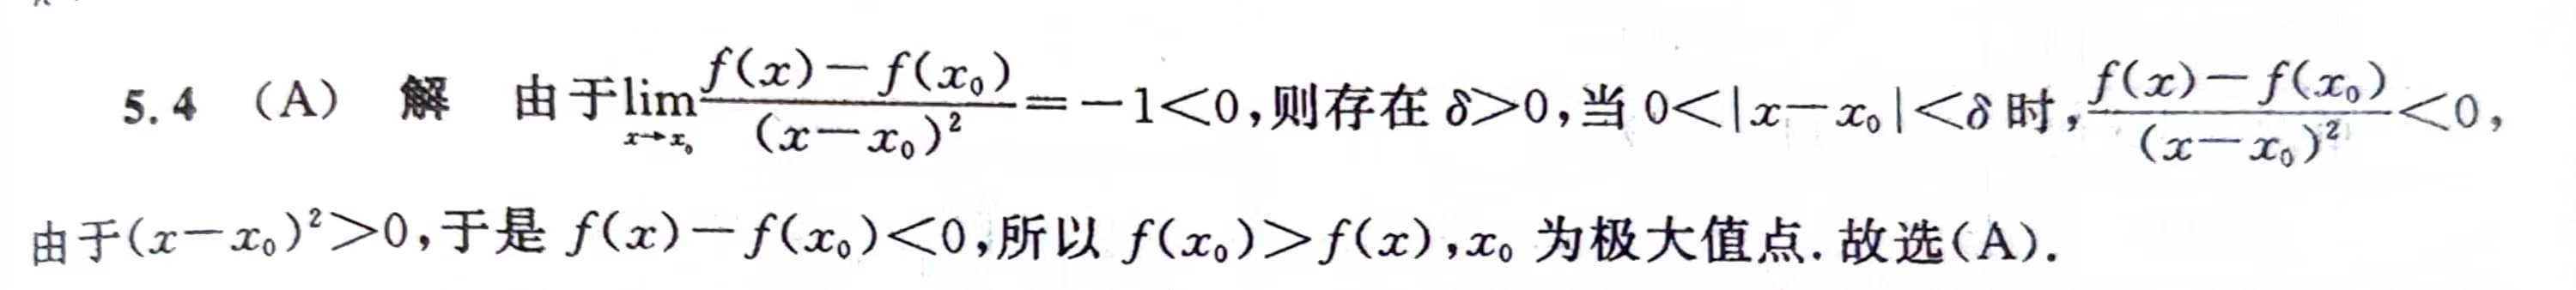 5.4 （A） 解 由于$\lim\limits_{x \to x_0}\frac{f(x)-f(x_0)}{(x-x_0)^2}=-1<0$,则存在 $\delta>0$,当 $0<|x-x_0|<\delta$ 时,$\frac{f(x)-f(x_0)}{(x-x_0)^2}<0$,
由于$(x-x_0)^2>0$,于是 $f(x)-f(x_0)<0$,所以 $f(x_0)>f(x)$,$x_0$ 为极大值点.故选(A).